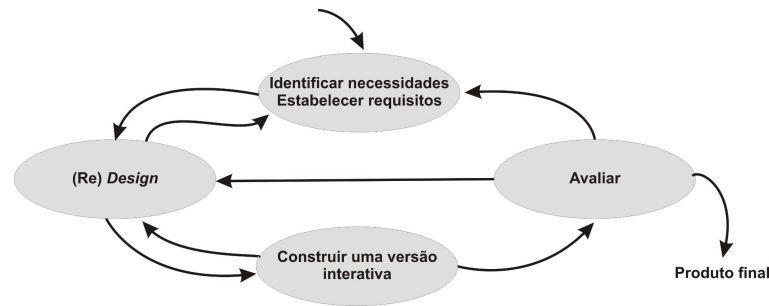 Identificar necessidades
Estabelecer requisitos
(Re) Design
Avaliar
Construir uma versão
interativa
Produto final